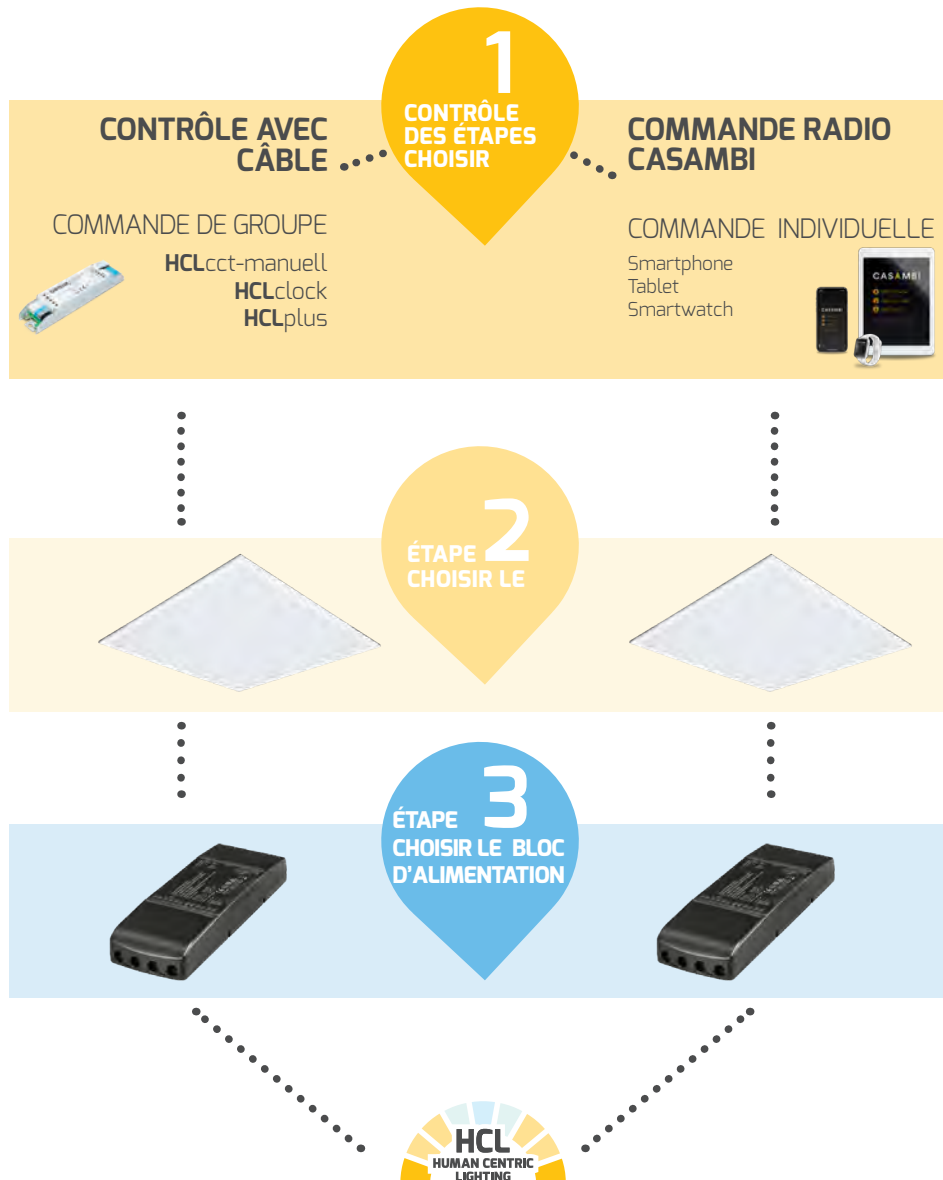 1
CONTRÔLE
DES ÉTAPES
CHOISIR
CONTRÔLE AVEC
CÂBLE
COMMANDE DE GROUPE
HCLcct-manuell
HCLclock
HCLplus
COMMANDE RADIO
CASAMBI
COMMANDE INDIVIDUELLE
Smartphone
Tablet
Smartwatch
CASAMBI
CASAMBI
ÉTAPE 2
CHOISIR LE
ÉTAPE 3
CHOISIR LE BLOC
D’ALIMENTATION
HCL
HUMAN CENTRIC
LIGHTING